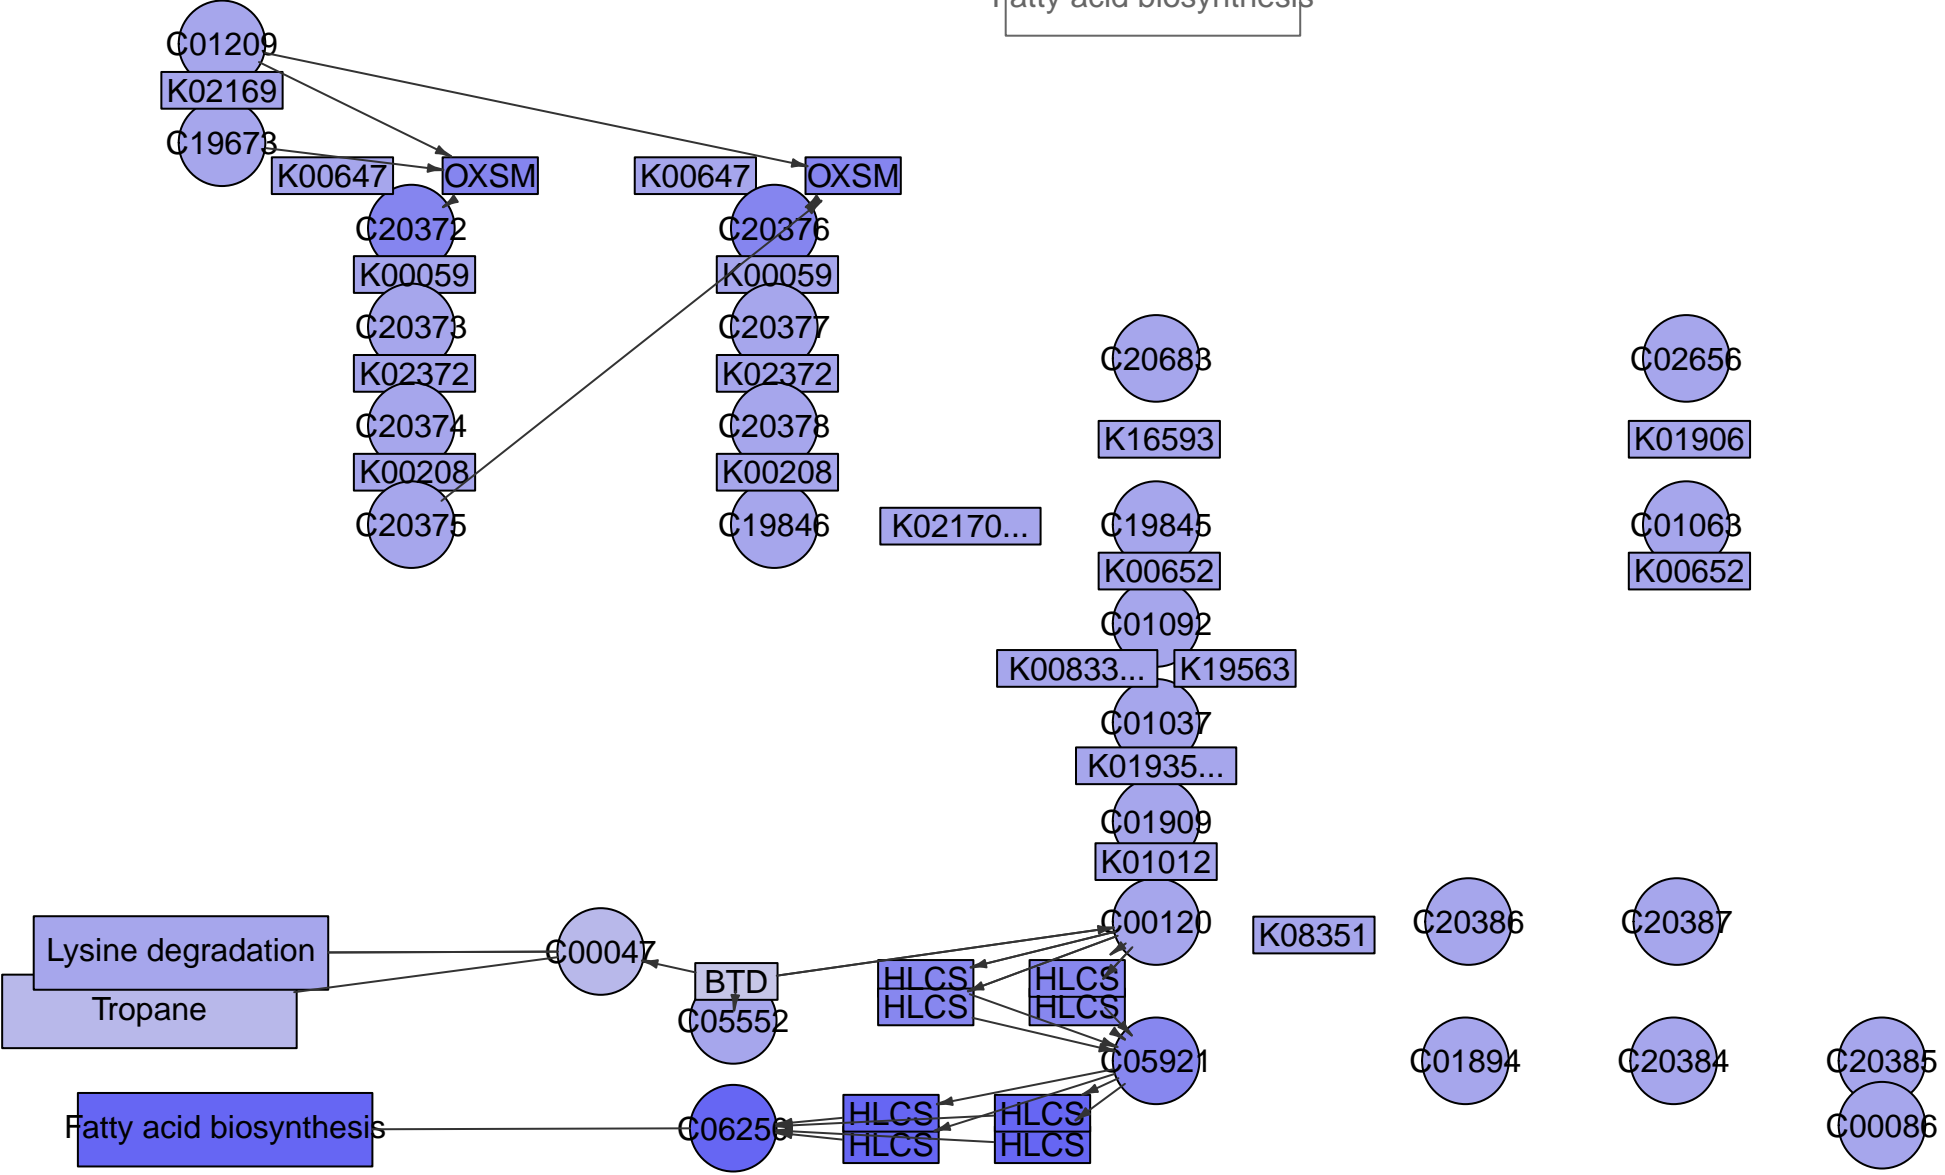 Fatty acid biosynthesis
C01209
K02169
C19673
K00647
OXSM
K00647
OXSM
C20372
C20376
K00059
K00059
C20373
C20377
C20683
C02656
K02372
K02372
C20374
C20378
K16593
K01906
K00208
K00208
C20375
C19846
K02170...
C19845
C01063
K00652
K00652
C01092
K00833...
K19563
C01037
K01935...
C01909
K01012
C00120
K08351
C20386
C20387
Lysine degradation
C00047
BTD
HLCS
HLCS
Tropane
C05552
HLCS
HLCS
C05921
C01894
C20384
C20385
Fatty acid biosynthesis
C06250
HLCS
HLCS
HLCS
HLCS
C00086